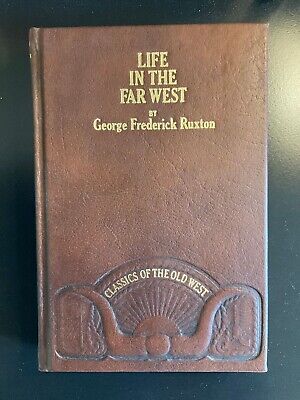 LIFE
IN THE
FAR WEST
BY
George Frederick Ruxton
CLASSICS OF THE OLD WEST